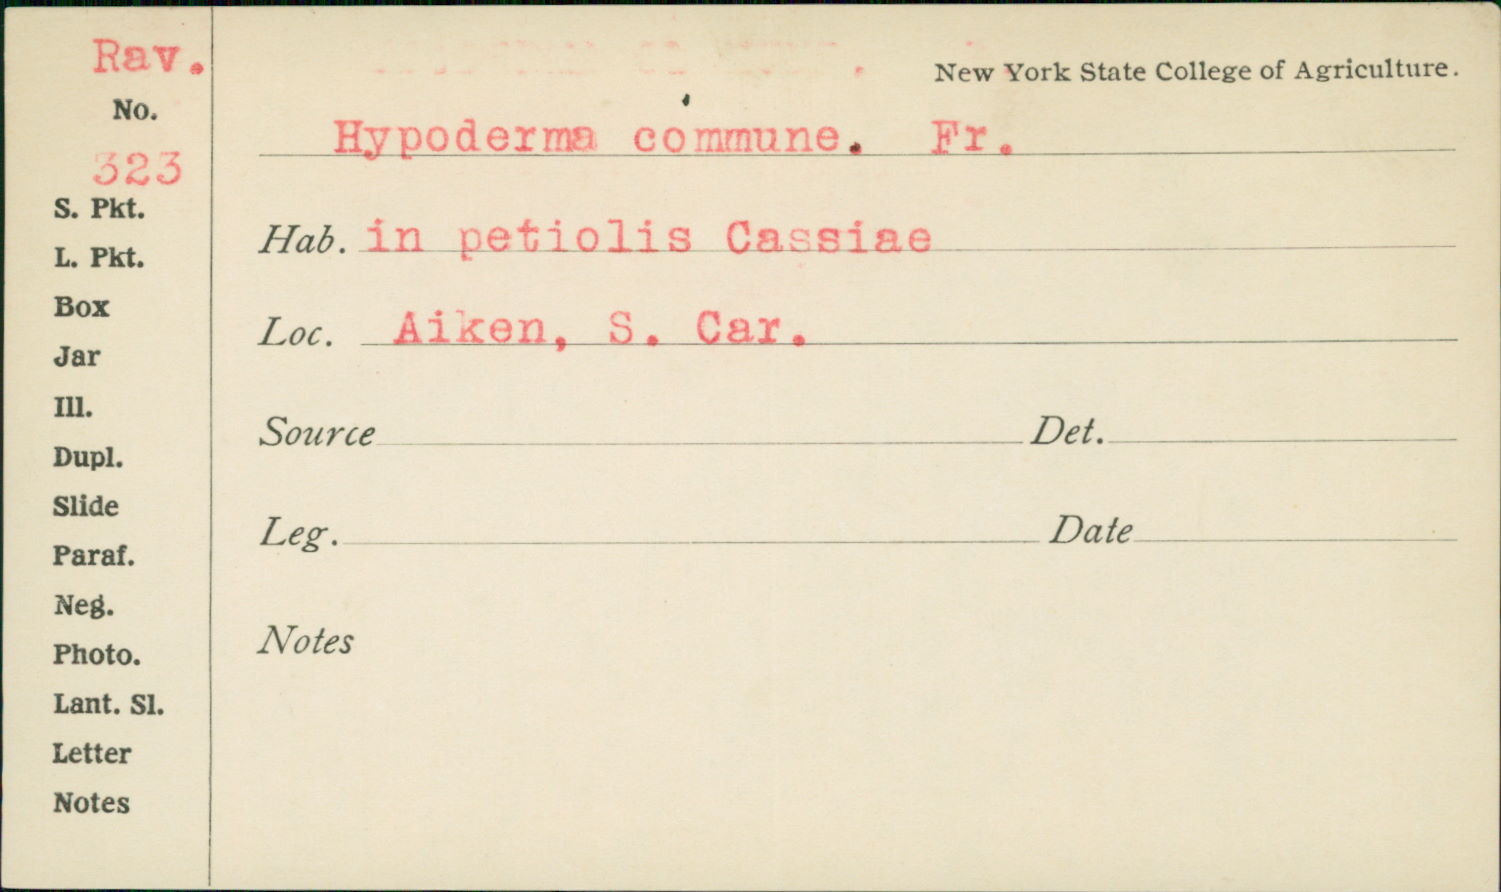 Rav.
No.
323
S. Pkt.
L. Pkt.
Box
Jar
Ill.
Dupl.
Slide
Paraf.
Neg.
Photo.
Lant. Sl.
Letter
Notes
New York State College of Agriculture.
Hypoderma commune. Fr.
Hab. in petiolis Cassiae
Loc. Aiken, S. Car.
Source Det.
Leg. Date
Notes